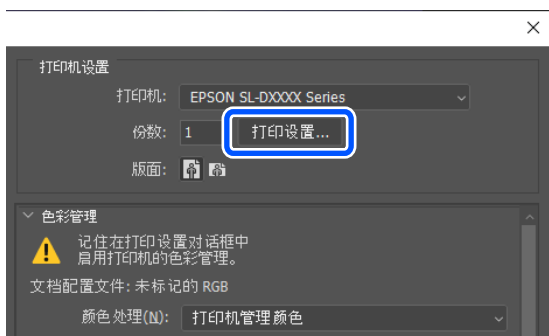 打印机设置
打印机: EPSON SL-DXXXX Series
份数: 1 打印设置...
版面:
色彩管理
记住在打印设置对话框中
启用打印机的色彩管理。
文档配置文件: 未标记的 RGB
颜色处理(N): 打印机管理颜色